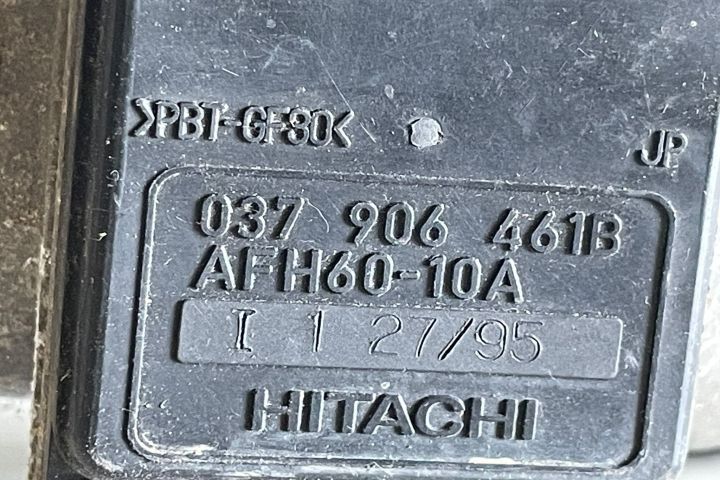 >PBT-GF30<
JP
037 906 461B
AFH60-10A
I 1 27/95
HITACHI